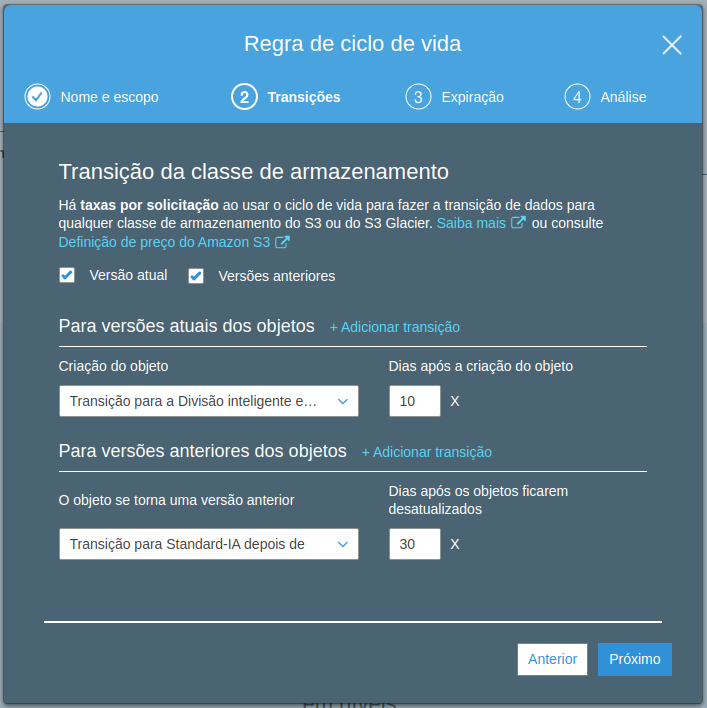 Regra de ciclo de vida
Nome e escopo
2 Transições
3 Expiração
4 Análise
Transição da classe de armazenamento
Há taxas por solicitação ao usar o ciclo de vida para fazer a transição de dados para
qualquer classe de armazenamento do S3 ou do S3 Glacier. Saiba mais ou consulte
Definição de preço do Amazon S3
Versão atual Versões anteriores
Para versões atuais dos objetos + Adicionar transição
Criação do objeto Dias após a criação do objeto
Transição para a Divisão inteligente e... 10 X
Para versões anteriores dos objetos + Adicionar transição
O objeto se torna uma versão anterior
Dias após os objetos ficarem
desatualizados
Transição para Standard-IA depois de 30 X
Anterior Próximo
em níveis